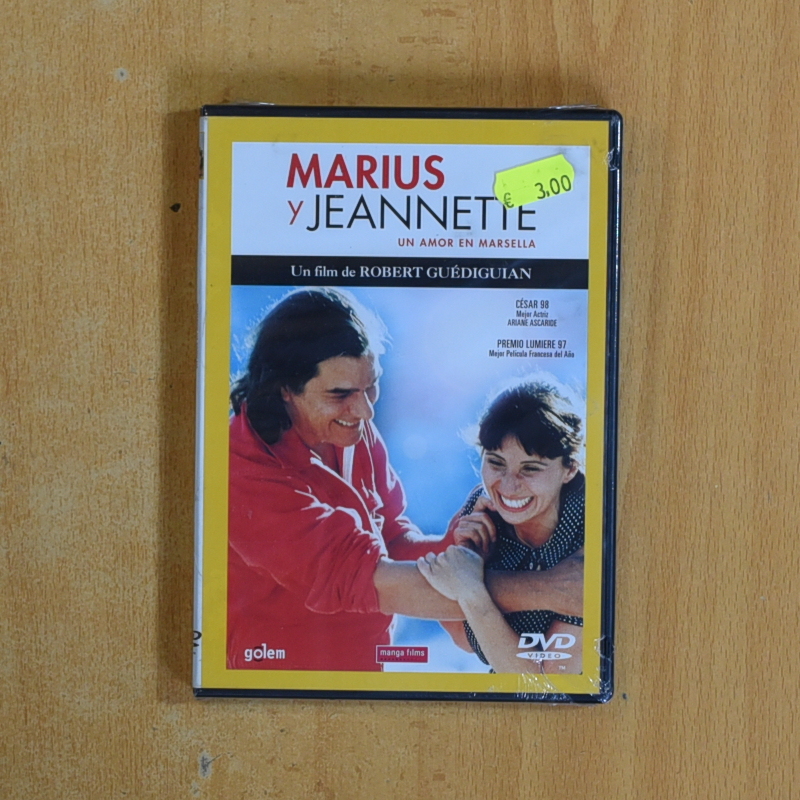 MARIUS
y JEANNETTE
€ 3,00
UN AMOR EN MARSELLA
Un film de ROBERT GUÉDIGUIAN
CÉSAR 98
Mejor Actriz
ARIANE ASCARIDE
PREMIO LUMIERE 97
Mejor Película Francesa del Año
golem
manga films
DVD
VIDEO
TM